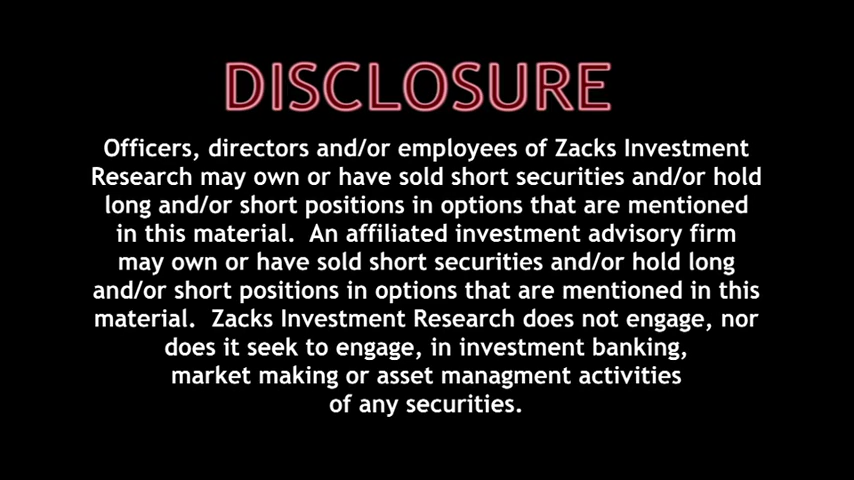 DISCLOSURE
Officers, directors and/or employees of Zacks Investment
Research may own or have sold short securities and/or hold
long and/or short positions in options that are mentioned
in this material.  An affiliated investment advisory firm
may own or have sold short securities and/or hold long
and/or short positions in options that are mentioned in this
material.  Zacks Investment Research does not engage, nor
does it seek to engage, in investment banking,
market making or asset managment activities
of any securities.